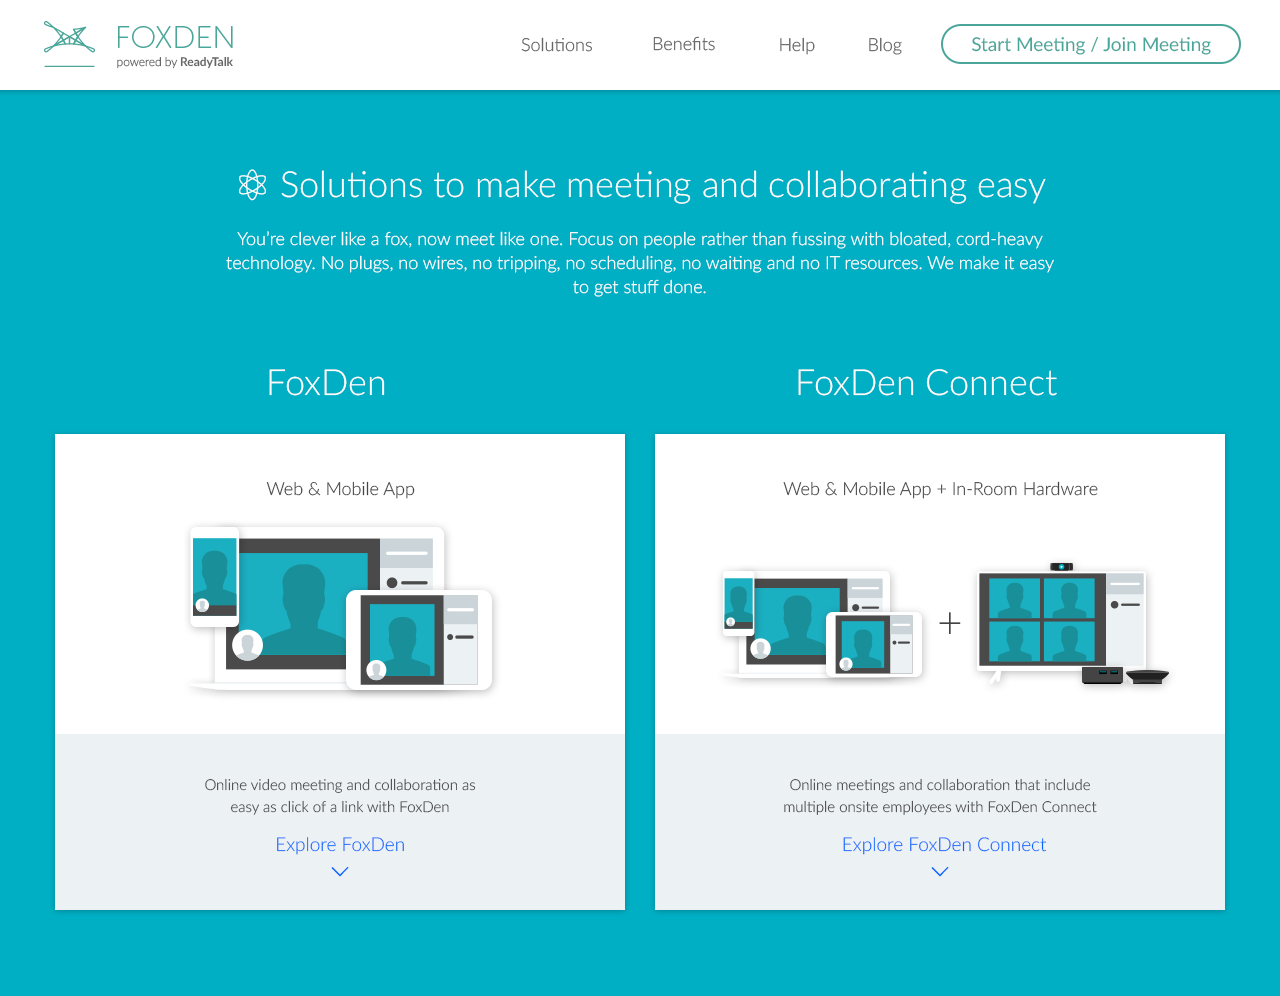 FOXDEN
powered by ReadyTalk
Solutions
Benefits
Help
Blog
Start Meeting / Join Meeting
Solutions to make meeting and collaborating easy
You're clever like a fox, now meet like one. Focus on people rather than fussing with bloated, cord-heavy
technology. No plugs, no wires, no tripping, no scheduling, no waiting and no IT resources. We make it easy
to get stuff done.
FoxDen
Web & Mobile App
Online video meeting and collaboration as
easy as click of a link with FoxDen
Explore FoxDen
FoxDen Connect
Web & Mobile App + In-Room Hardware
Online meetings and collaboration that include
multiple onsite employees with FoxDen Connect
Explore FoxDen Connect